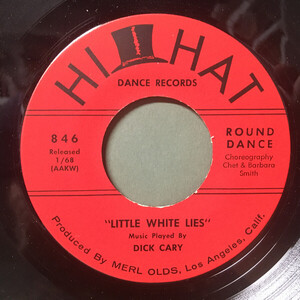 HI HAT
DANCE RECORDS
846
Released
1/68
(AAKW)
ROUND
DANCE
Choreography
Chet & Barbara
Smith
"LITTLE WHITE LIES"
Music Played By
DICK CARY
Produced By MERL OLDS, Los Angeles, Calif.